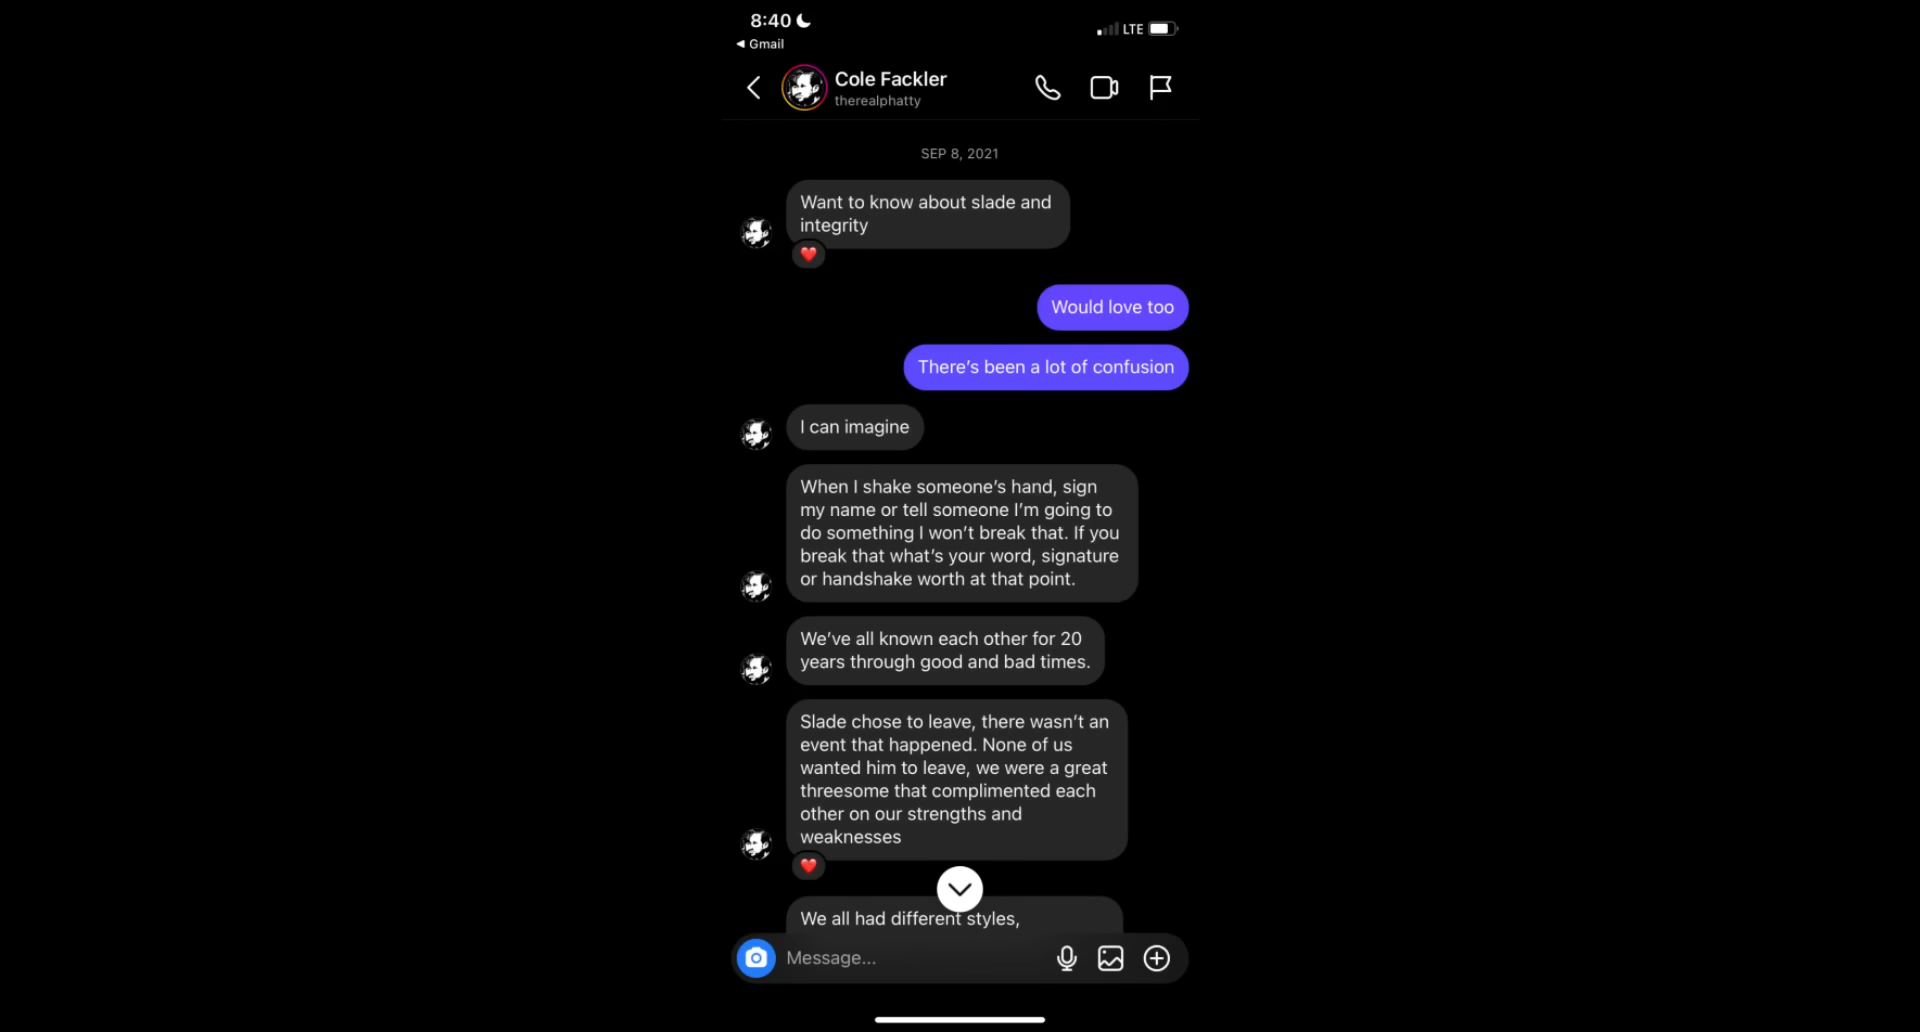 8:40
LTE
◄ Gmail
Cole Fackler
therealphatty
SEP 8, 2021
Want to know about slade and
integrity
Would love too
There’s been a lot of confusion
I can imagine
When I shake someone’s hand, sign
my name or tell someone I’m going to
do something I won’t break that. If you
break that what’s your word, signature
or handshake worth at that point.
We’ve all known each other for 20
years through good and bad times.
Slade chose to leave, there wasn’t an
event that happened. None of us
wanted him to leave, we were a great
threesome that complimented each
other on our strengths and
weaknesses
We all had different styles,
Message...